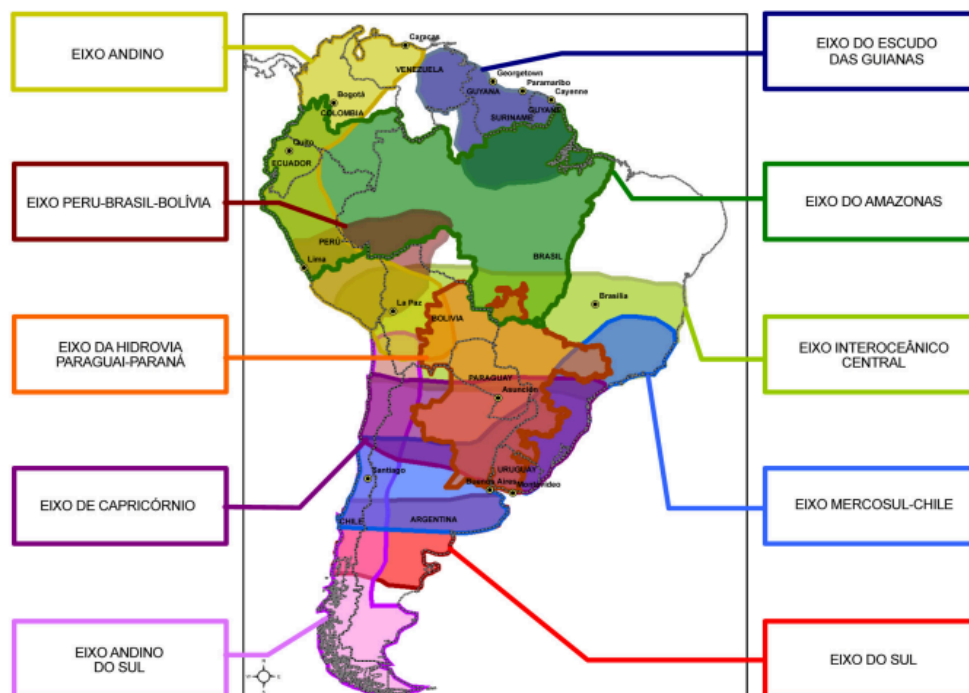 EIXO ANDINO
EIXO DO ESCUDO
DAS GUIANAS
EIXO PERU-BRASIL-BOLÍVIA
EIXO DO AMAZONAS
EIXO DA HIDROVIA
PARAGUAI-PARANÁ
EIXO INTEROCEÂNICO
CENTRAL
EIXO DE CAPRICÓRNIO
EIXO MERCOSUL-CHILE
EIXO ANDINO
DO SUL
EIXO DO SUL
Caracas
VENEZUELA
Georgetown
GUYANA
Paramaribo
Cayenne
GUYANE
SURINAME
Bogotá
COLOMBIA
Quito
ECUADOR
PERÚ
Lima
BRASIL
Brasilia
La Paz
BOLIVIA
PARAGUAY
Asunción
Santiago
URUGUAY
Buenos Aires
Montevideo
CHILE
ARGENTINA